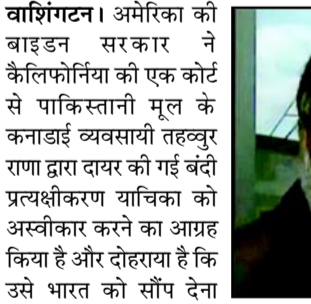 वाशिंगटन। अमेरिका की
बाइडन सरकार ने
कैलिफोर्निया की एक कोर्ट
से पाकिस्तानी मूल के
कनाडाई व्यवसायी तहव्वुर
राणा द्वारा दायर की गई बंदी
प्रत्यक्षीकरण याचिका को
अस्वीकार करने का आग्रह
किया है और दोहराया है कि
उसे भारत को सौंप देना